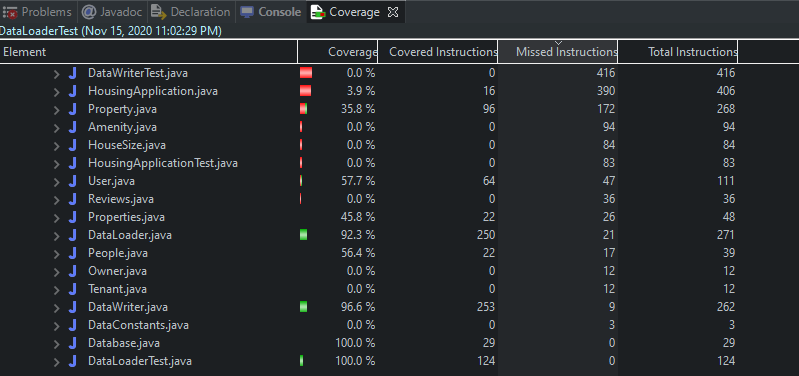 Problems @ Javadoc Declaration Console Coverage
DataLoaderTest (Nov 15, 2020 11:02:29 PM)
Element Coverage Covered Instructions Missed Instructions Total Instructions
DataWriterTest.java 0.0 % 0 416 416
HousingApplication.java 3.9 % 16 390 406
Property.java 35.8 % 96 172 268
Amenity.java 0.0 % 0 94 94
HouseSize.java 0.0 % 0 84 84
HousingApplicationTest.java 0.0 % 0 83 83
User.java 57.7 % 64 47 111
Reviews.java 0.0 % 0 36 36
Properties.java 45.8 % 22 26 48
DataLoader.java 92.3 % 250 21 271
People.java 56.4 % 22 17 39
Owner.java 0.0 % 0 12 12
Tenant.java 0.0 % 0 12 12
DataWriter.java 96.6 % 253 9 262
DataConstants.java 0.0 % 0 3 3
Database.java 100.0 % 29 0 29
DataLoaderTest.java 100.0 % 124 0 124